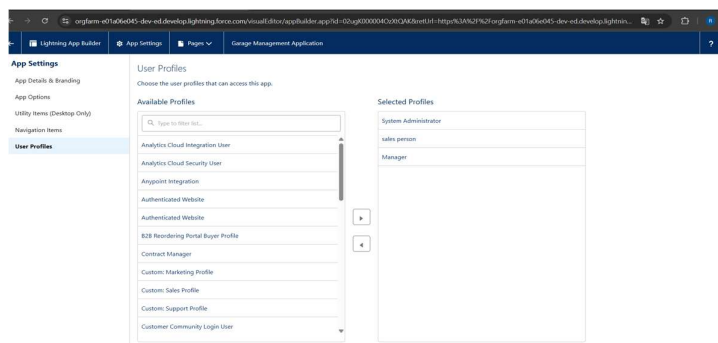 orgfarm-e01a06e045-dev-ed.develop.lightning.force.com/visualEditor/appBuilder.app?id=02ugK000004OzXtQAK&retUrl=https%3A%2F%2Forgfarm-e01a06e045-dev-ed.develop.lightnin...
Lightning App Builder
App Settings
Pages
Garage Management Application
?
App Settings
App Details & Branding
App Options
Utility Items (Desktop Only)
Navigation Items
User Profiles
User Profiles
Choose the user profiles that can access this app.
Available Profiles
Type to filter list...
Analytics Cloud Integration User
Analytics Cloud Security User
Anypoint Integration
Authenticated Website
Authenticated Website
B2B Reordering Portal Buyer Profile
Contract Manager
Custom: Marketing Profile
Custom: Sales Profile
Custom: Support Profile
Customer Community Login User
Selected Profiles
System Administrator
sales person
Manager